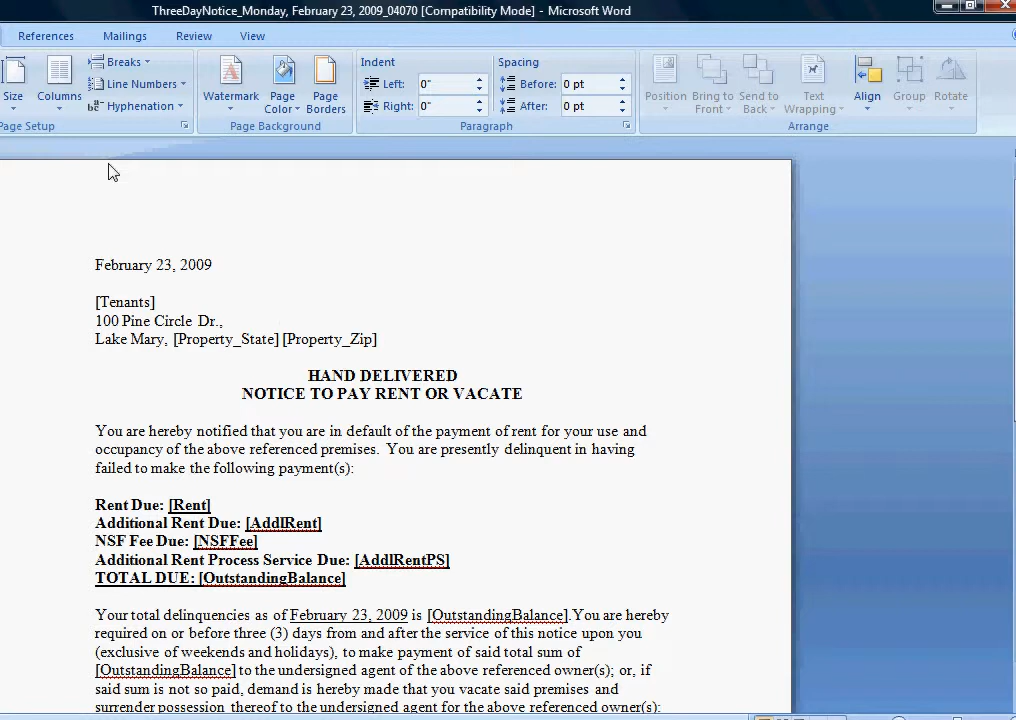 ThreeDayNotice_Monday, February 23, 2009_04070 [Compatibility Mode] - Microsoft Word
References Mailings Review View
Size Columns Breaks Line Numbers Hyphenation Watermark Page Color Page Borders Indent Left: 0" Right: 0" Spacing Before: 0 pt After: 0 pt Position Bring to Front Send to Back Text Wrapping Align Group Rotate
Page Setup Page Background Paragraph Arrange
February 23, 2009
[Tenants]
100 Pine Circle Dr.,
Lake Mary, [Property_State] [Property_Zip]
HAND DELIVERED
NOTICE TO PAY RENT OR VACATE
You are hereby notified that you are in default of the payment of rent for your use and
occupancy of the above referenced premises. You are presently delinquent in having
failed to make the following payment(s):
Rent Due: [Rent]
Additional Rent Due: [AddlRent]
NSF Fee Due: [NSFFee]
Additional Rent Process Service Due: [AddlRentPS]
TOTAL DUE: [OutstandingBalance]
Your total delinquencies as of February 23, 2009 is [OutstandingBalance].You are hereby
required on or before three (3) days from and after the service of this notice upon you
(exclusive of weekends and holidays), to make payment of said total sum of
[OutstandingBalance] to the undersigned agent of the above referenced owner(s); or, if
said sum is not so paid, demand is hereby made that you vacate said premises and
surrender possession thereof to the undersigned agent for the above referenced owner(s):